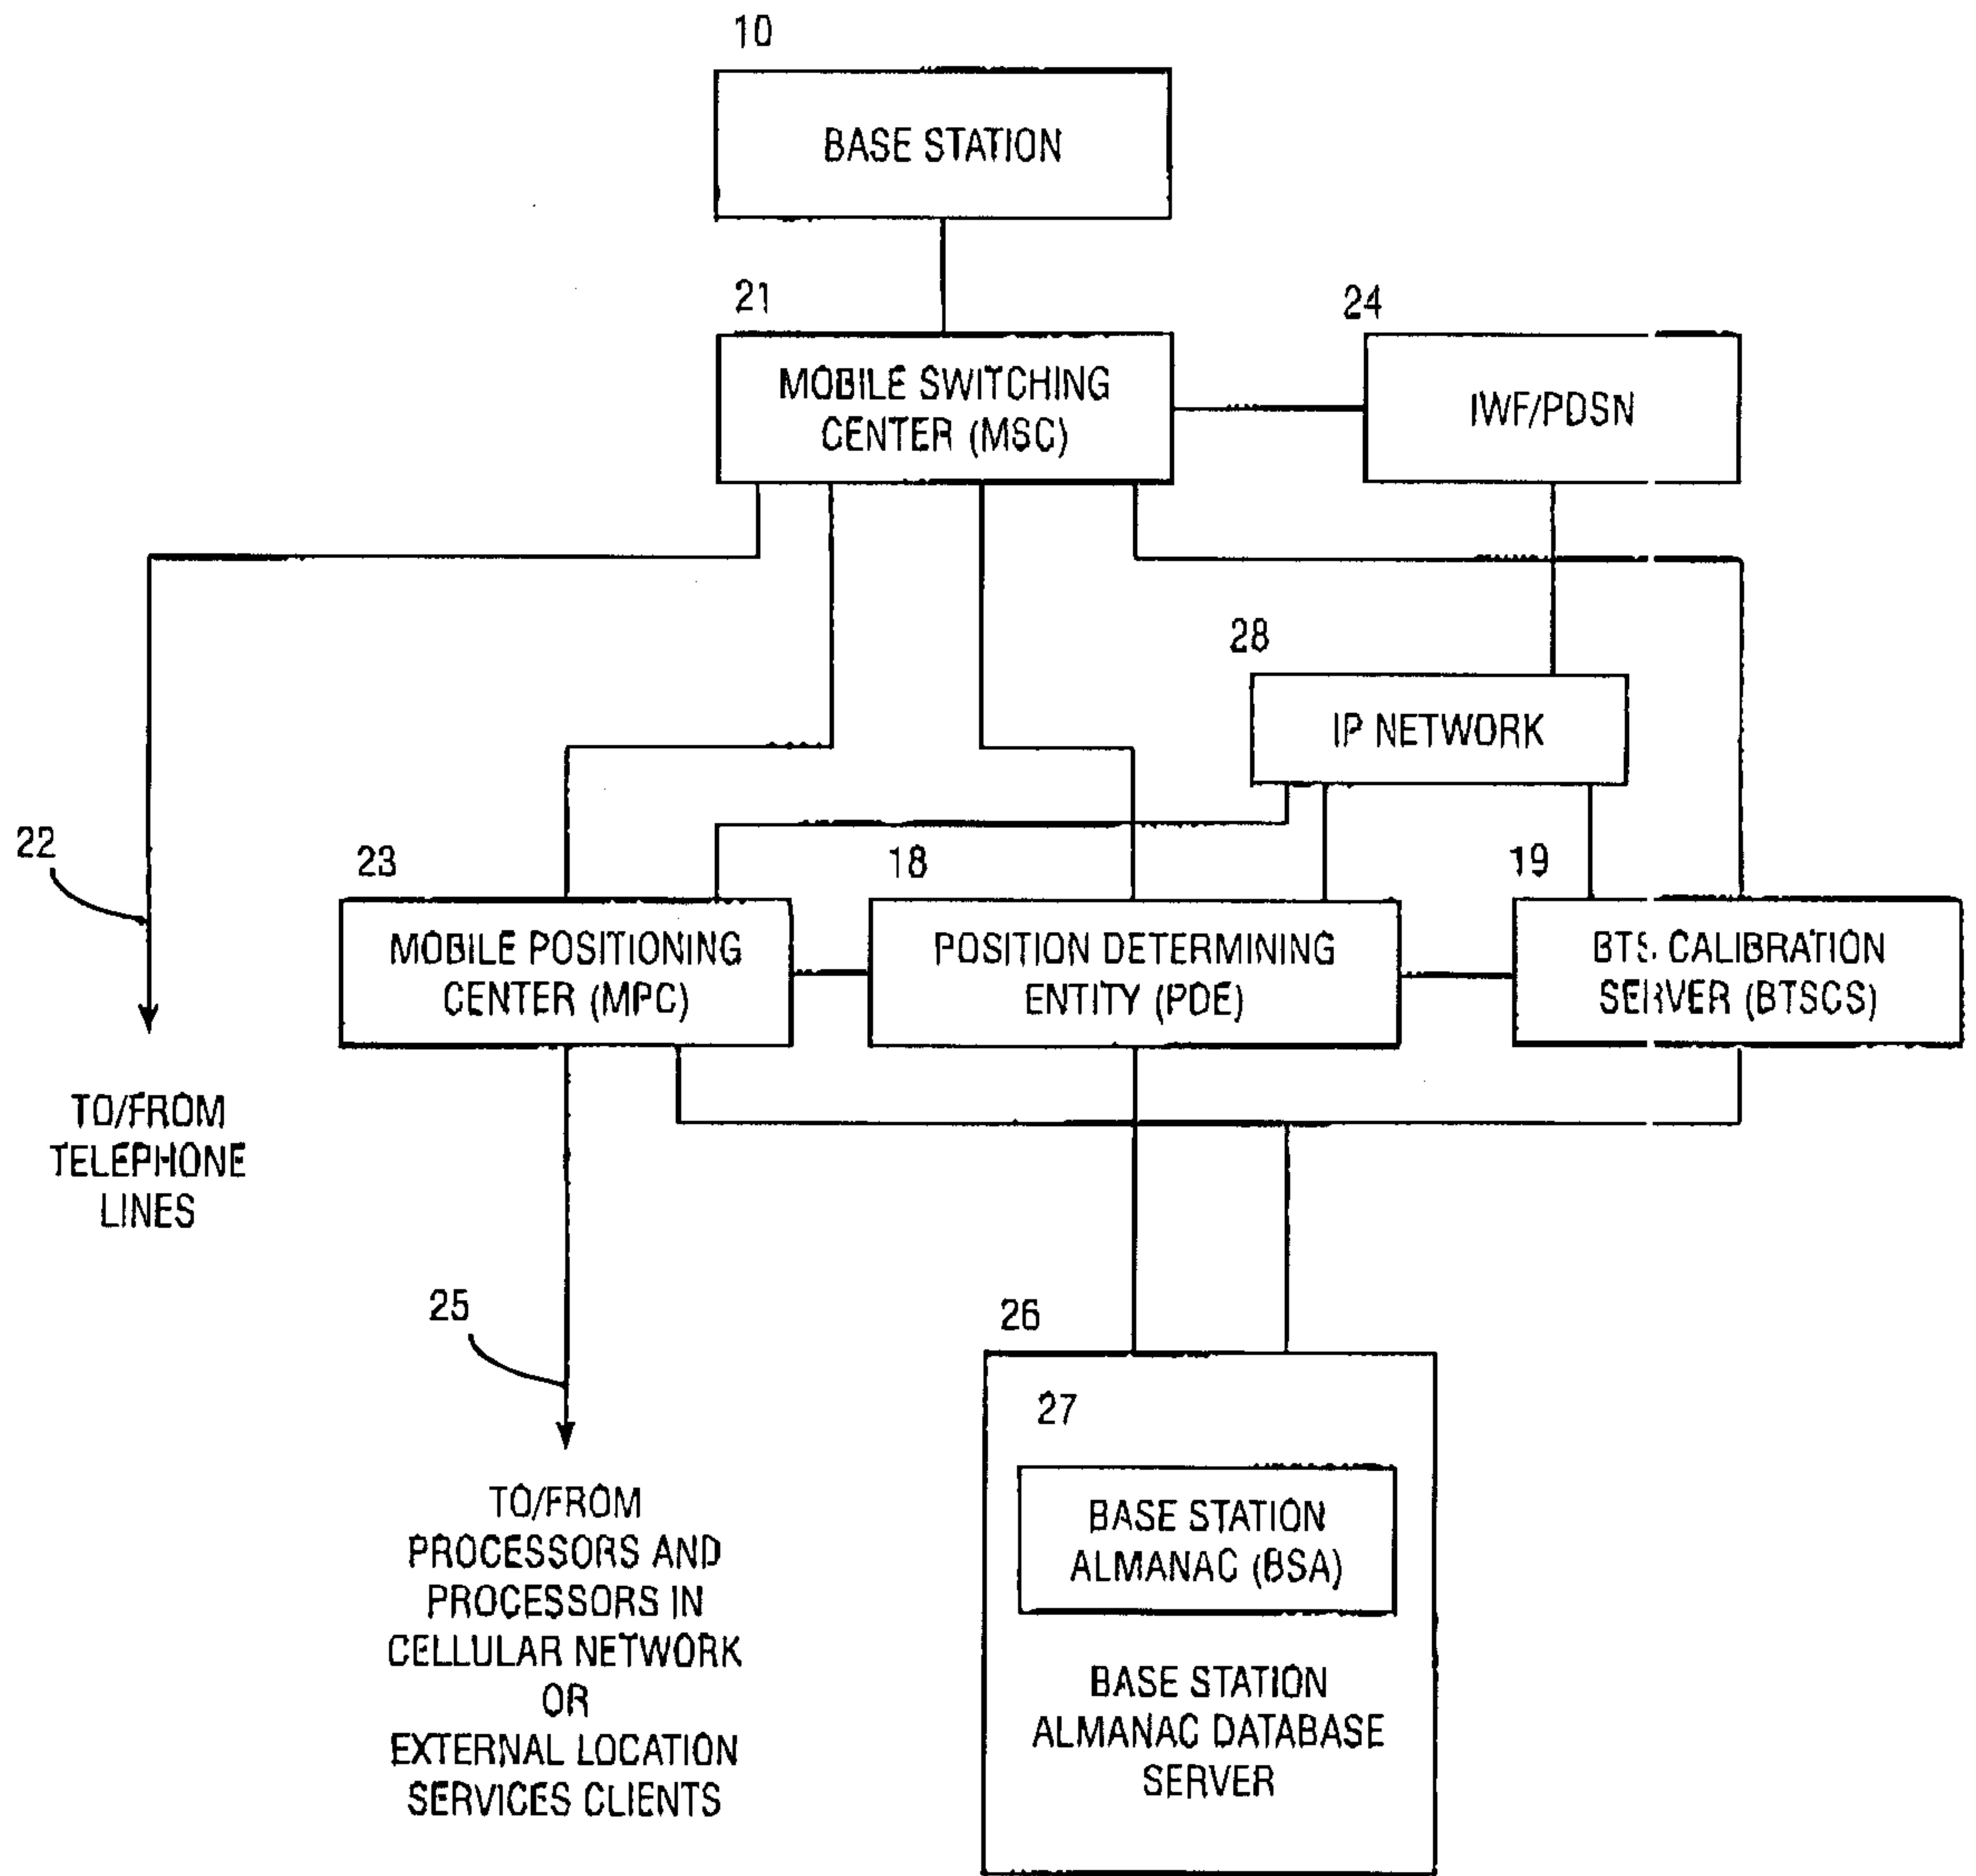 10
BASE STATION
21
24
MOBILE SWITCHING
CENTER (MSC)
IWF/PDSN
28
IP NETWORK
22
23
18
19
MOBILE POSITIONING
CENTER (MPC)
POSITION DETERMINING
ENTITY (PDE)
BTS CALIBRATION
SERVER (BTSCS)
TO/FROM
TELEPHONE
LINES
25
26
27
TO/FROM
PROCESSORS AND
PROCESSORS IN
CELLULAR NETWORK
OR
EXTERNAL LOCATION
SERVICES CLIENTS
BASE STATION
ALMANAC (BSA)
BASE STATION
ALMANAC DATABASE
SERVER